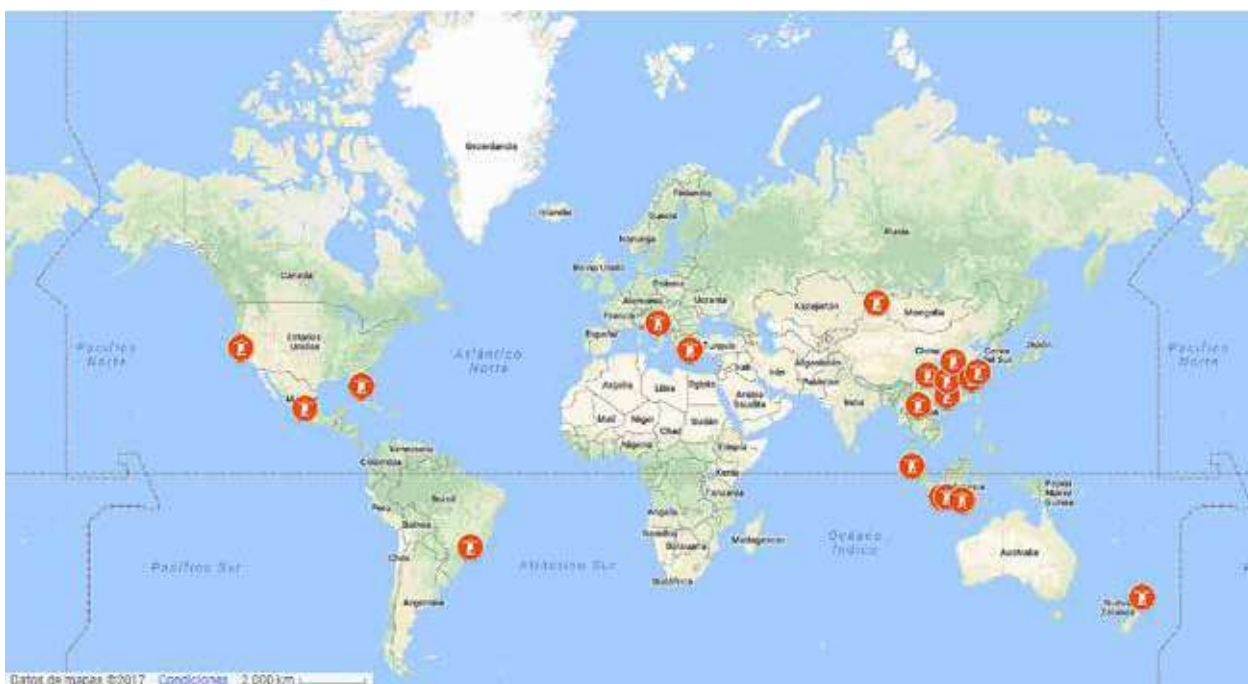 Groenlandia
Islandia
Finlandia
Suecia
Noruega
Rusia
Reino Unido
Canadá
Polonia
Alemania
Ucrania
Kazajistán
Mongolia
Francia
Pacífico
Norte
Estados
Unidos
Atlántico
Norte
España
Turquía
China
Corea
del Sur
Japón
Pacífico
Norte
Irak
Irán
Afganistán
Pakistán
Argelia
Libia
Egipto
Arabia
Saudita
India
Malí
Níger
Chad
Sudán
Nigeria
Etiopía
Venezuela
Colombia
Kenia
Brasil
Perú
Tanzania
Papúa
Nueva
Guinea
Bolivia
Angola
Namibia
Botsuana
Madagascar
Océano
Índico
Chile
Australia
Pacífico Sur
Atlántico Sur
Sudáfrica
Argentina
Nueva
Zelanda
Datos de mapas ©2017
Condiciones
2.000 km